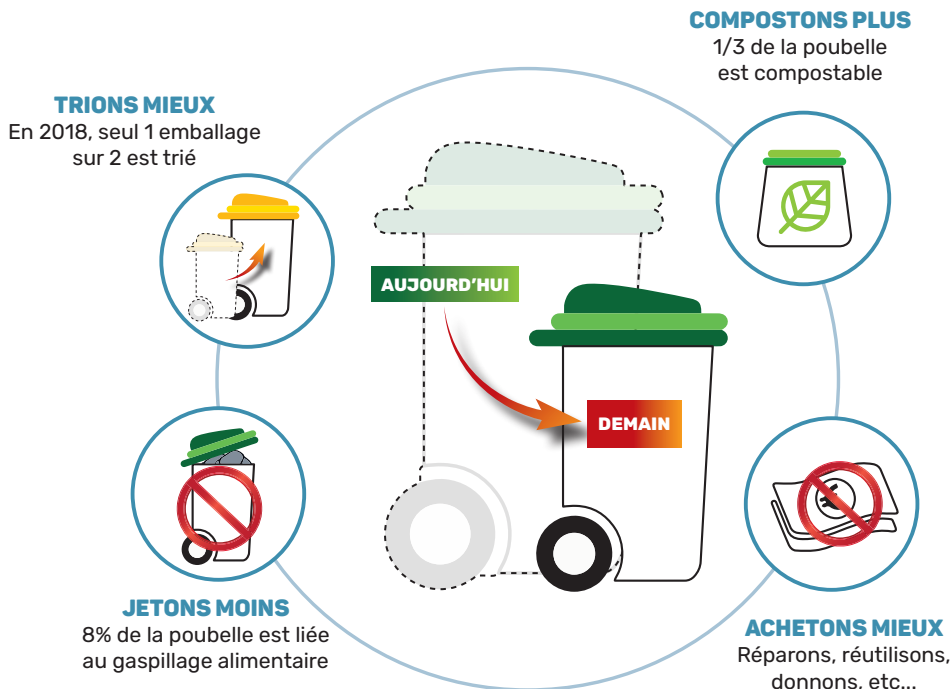 COMPOSTONS PLUS
1/3 de la poubelle
est compostable
TRIONS MIEUX
En 2018, seul 1 emballage
sur 2 est trié
AUJOURD'HUI
DEMAIN
JETONS MOINS
8% de la poubelle est liée
au gaspillage alimentaire
ACHETONS MIEUX
Réparons, réutilisons,
donnons, etc...